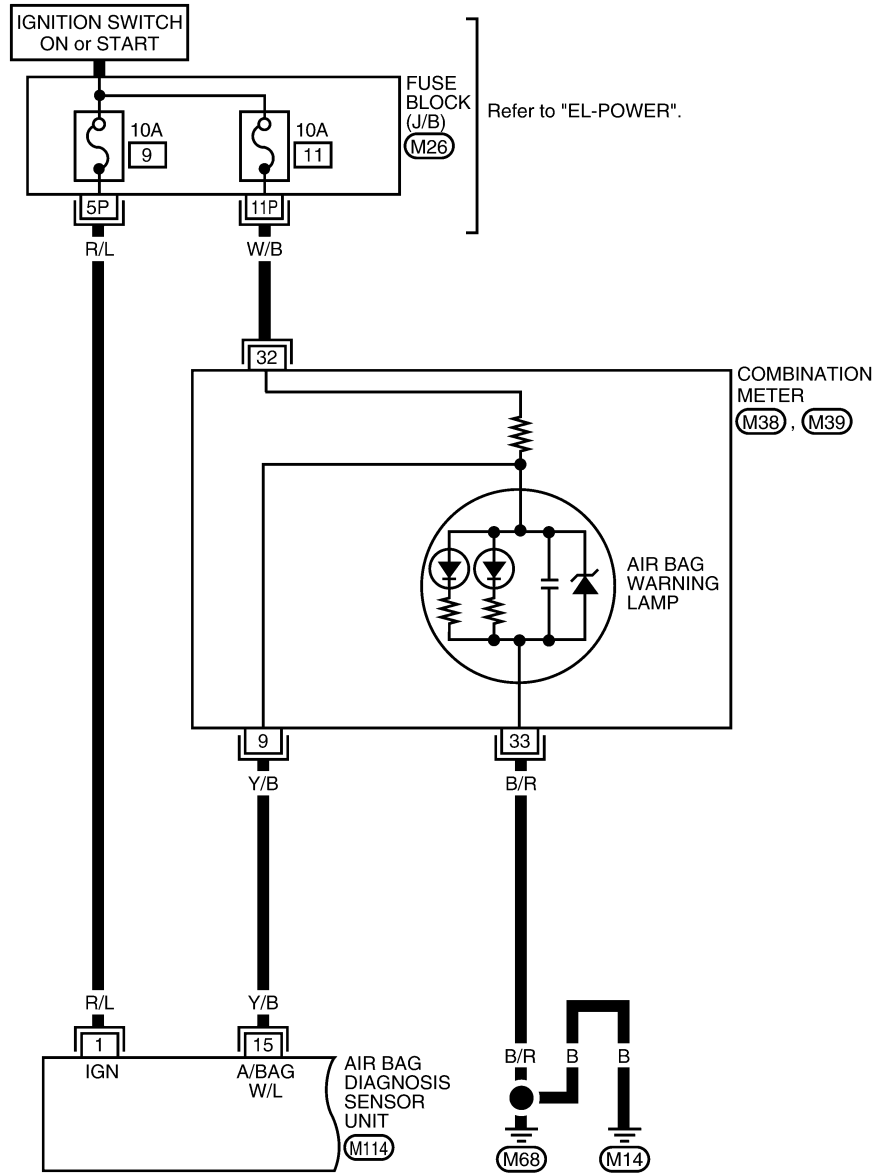 IGNITION SWITCH
ON or START
FUSE
BLOCK
(J/B)
M26
Refer to "EL-POWER".
10A
9
10A
11
5P
11P
R/L
W/B
32
COMBINATION
METER
M38 , M39
AIR BAG
WARNING
LAMP
9
33
Y/B
B/R
R/L
Y/B
1
15
IGN
A/BAG
W/L
AIR BAG
DIAGNOSIS
SENSOR
UNIT
M114
B/R
B
B
M68
M14